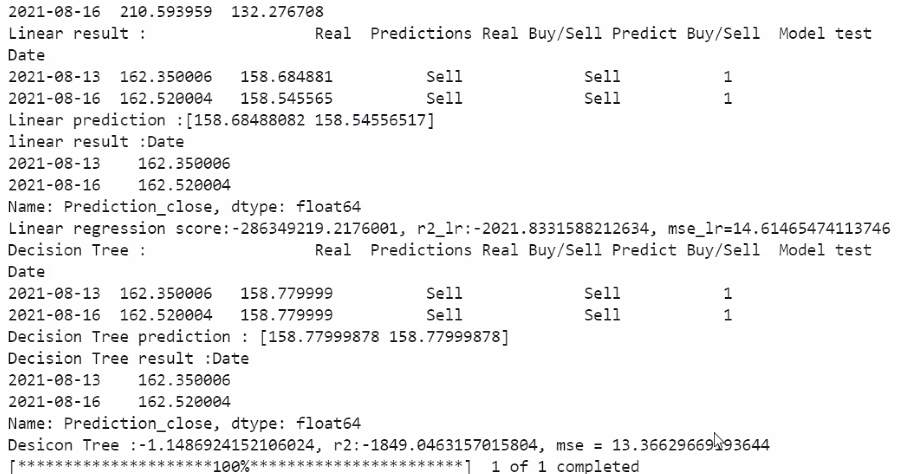 2021-08-16  210.593959  132.276708
Linear result :                  Real  Predictions Real Buy/Sell Predict Buy/Sell  Model test
Date
2021-08-13  162.350006   158.684881          Sell             Sell           1
2021-08-16  162.520004   158.545565          Sell             Sell           1
Linear prediction :[158.68488082 158.54556517]
linear result :Date
2021-08-13    162.350006
2021-08-16    162.520004
Name: Prediction_close, dtype: float64
Linear regression score:-286349219.2176001, r2_lr:-2021.8331588212634, mse_lr=14.61465474113746
Decision Tree :                  Real  Predictions Real Buy/Sell Predict Buy/Sell  Model test
Date
2021-08-13  162.350006   158.779999          Sell             Sell           1
2021-08-16  162.520004   158.779999          Sell             Sell           1
Decision Tree prediction : [158.77999878 158.77999878]
Decision Tree result :Date
2021-08-13    162.350006
2021-08-16    162.520004
Name: Prediction_close, dtype: float64
Desicon Tree :-1.1486924152106024, r2:-1849.0463157015804, mse =
[*********************100%***********************]  1 of 1 completed